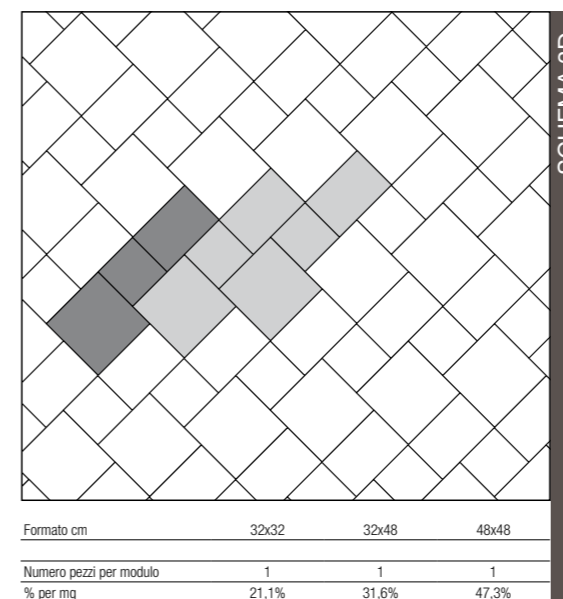 Formato cm 32x32 32x48 48x48
Numero pezzi per modulo 1 1 1
% per mq 21,1% 31,6% 47,3%